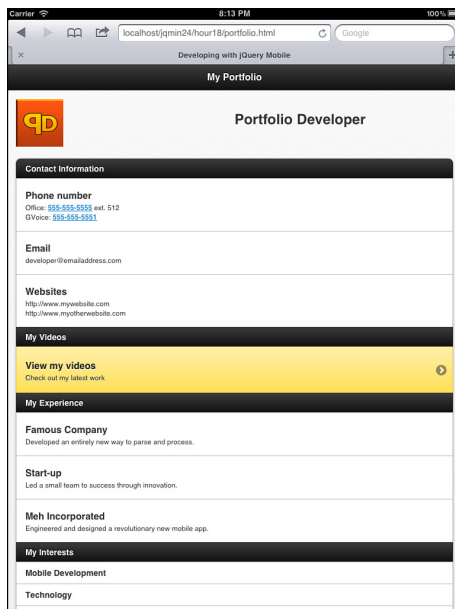 Carrier 8:13 PM 100%
localhost/jqmin24/hour18/portfolio.html Google
Developing with jQuery Mobile
My Portfolio
PD Portfolio Developer
Contact Information
Phone number
Office: 555-555-5555 ext. 512
GVoice: 555-555-5551
Email
developer@emailaddress.com
Websites
http://www.mywebsite.com
http://www.myotherwebsite.com
My Videos
View my videos
Check out my latest work
My Experience
Famous Company
Developed an entirely new way to parse and process.
Start-up
Led a small team to success through innovation.
Meh Incorporated
Engineered and designed a revolutionary new mobile app.
My Interests
Mobile Development
Technology